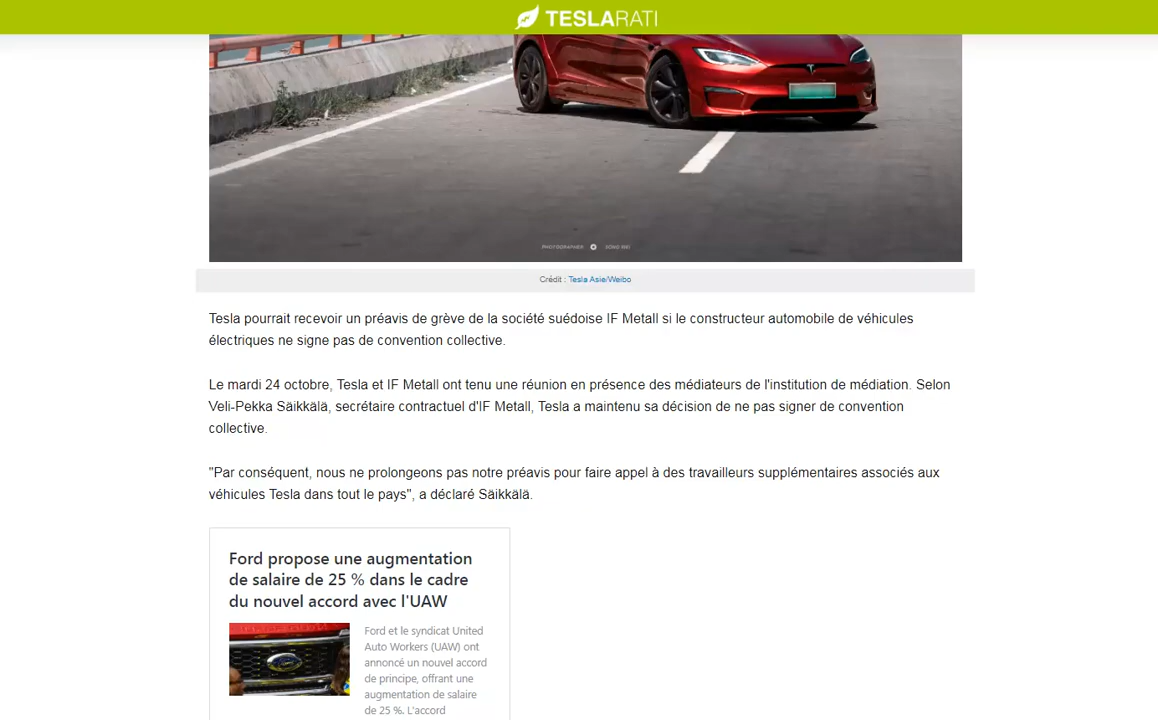 TESLARATI
PHOTOGRAPHER
Crédit : Tesla Asie/Weibo
Tesla pourrait recevoir un préavis de grève de la société suédoise IF Metall si le constructeur automobile de véhicules
électriques ne signe pas de convention collective.
Le mardi 24 octobre, Tesla et IF Metall ont tenu une réunion en présence des médiateurs de l'institution de médiation. Selon
Veli-Pekka Säikkälä, secrétaire contractuel d'IF Metall, Tesla a maintenu sa décision de ne pas signer de convention
collective.
"Par conséquent, nous ne prolongeons pas notre préavis pour faire appel à des travailleurs supplémentaires associés aux
véhicules Tesla dans tout le pays", a déclaré Säikkälä.
Ford propose une augmentation
de salaire de 25 % dans le cadre
du nouvel accord avec l'UAW
Ford et le syndicat United
Auto Workers (UAW) ont
annoncé un nouvel accord
de principe, offrant une
augmentation de salaire
de 25 %. L'accord